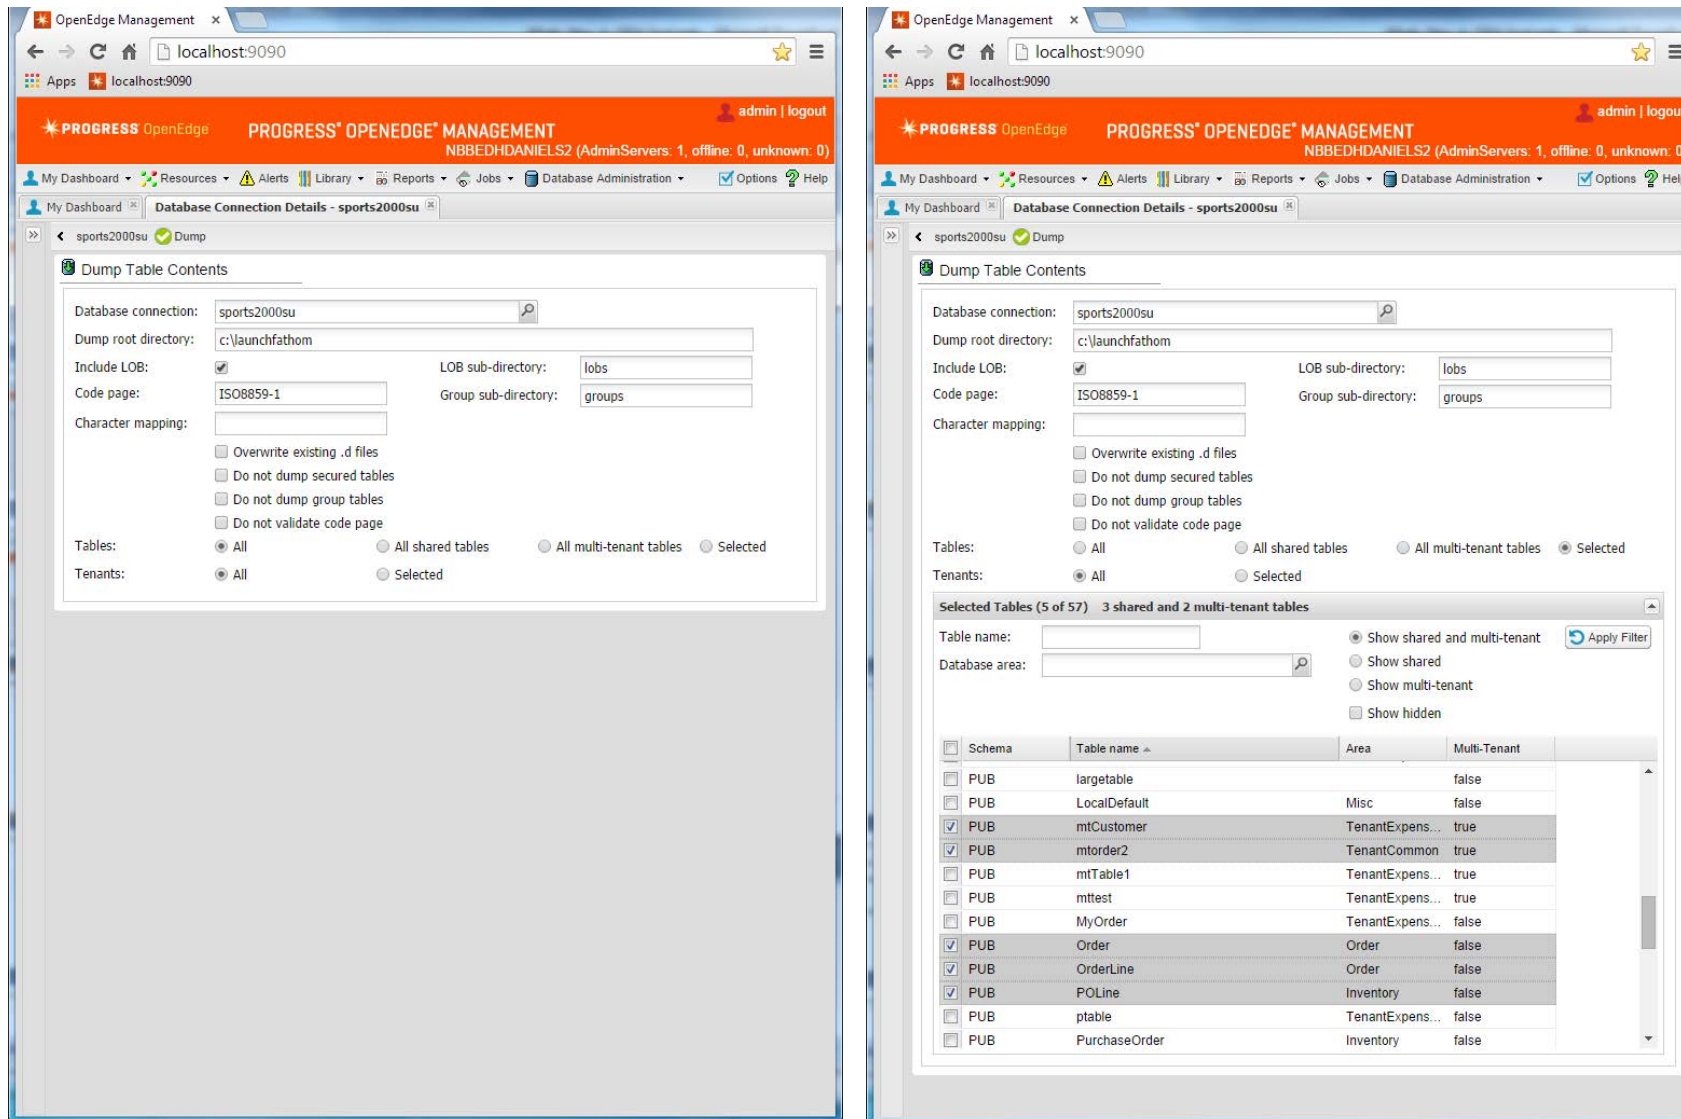 OpenEdge Management
localhost:9090
Apps localhost:9090
admin | logout
PROGRESS OpenEdge PROGRESS® OPENEDGE® MANAGEMENT
NBBEDHDANIELS2 (AdminServers: 1, offline: 0, unknown: 0)
My Dashboard Resources Alerts Library Reports Jobs Database Administration Options Help
My Dashboard Database Connection Details - sports2000su
sports2000su Dump
Dump Table Contents
Database connection: sports2000su
Dump root directory: c:\launchfathom
Include LOB: LOB sub-directory: lobs
Code page: ISO8859-1 Group sub-directory: groups
Character mapping:
Overwrite existing .d files
Do not dump secured tables
Do not dump group tables
Do not validate code page
Tables: All All shared tables All multi-tenant tables Selected
Tenants: All Selected
OpenEdge Management
localhost:9090
Apps localhost:9090
admin | logou
PROGRESS OpenEdge PROGRESS® OPENEDGE® MANAGEMENT
NBBEDHDANIELS2 (AdminServers: 1, offline: 0, unknown: 0
My Dashboard Resources Alerts Library Reports Jobs Database Administration Options Hel
My Dashboard Database Connection Details - sports2000su
sports2000su Dump
Dump Table Contents
Database connection: sports2000su
Dump root directory: c:\launchfathom
Include LOB: LOB sub-directory: lobs
Code page: ISO8859-1 Group sub-directory: groups
Character mapping:
Overwrite existing .d files
Do not dump secured tables
Do not dump group tables
Do not validate code page
Tables: All All shared tables All multi-tenant tables Selected
Tenants: All Selected
Selected Tables (5 of 57) 3 shared and 2 multi-tenant tables
Table name: Show shared and multi-tenant Apply Filter
Database area: Show shared
Show multi-tenant
Show hidden
Schema Table name Area Multi-Tenant
PUB largetable false
PUB LocalDefault Misc false
PUB mtCustomer TenantExpens... true
PUB mtorder2 TenantCommon true
PUB mtTable1 TenantExpens... true
PUB mttest TenantExpens... true
PUB MyOrder TenantExpens... false
PUB Order Order false
PUB OrderLine Order false
PUB POLine Inventory false
PUB ptable TenantExpens... false
PUB PurchaseOrder Inventory false